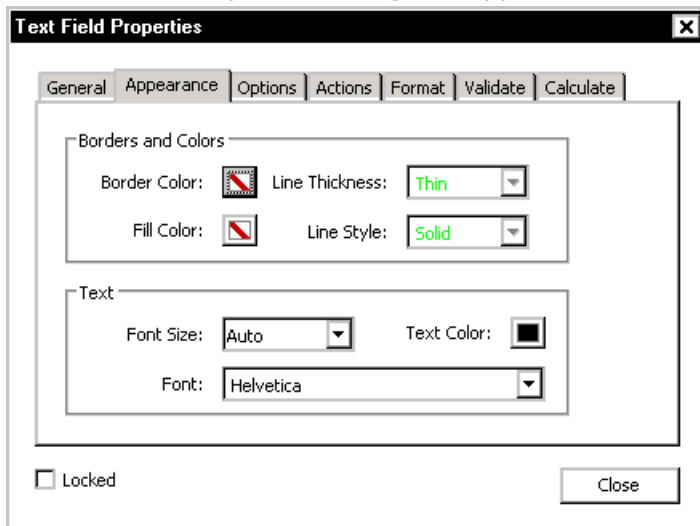 Text Field Properties
General Appearance Options Actions Format Validate Calculate
Borders and Colors
Border Color: Line Thickness: Thin
Fill Color: Line Style: Solid
Text
Font Size: Auto Text Color:
Font: Helvetica
Locked Close